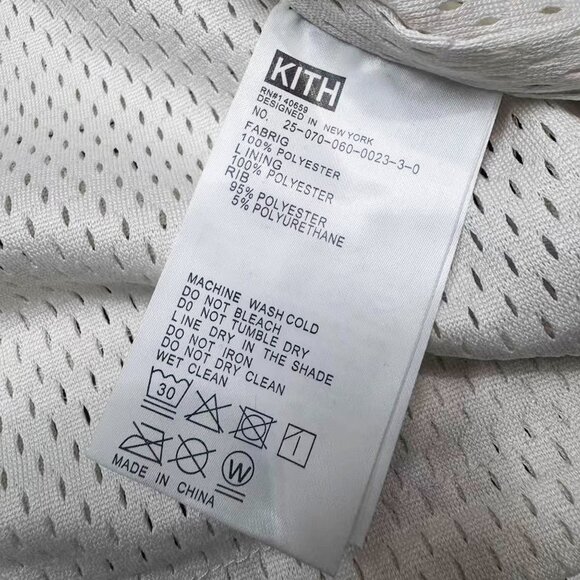 KITH
RN#140659
DESIGNED IN NEW YORK
NO. 25-070-060-0023-3-0
FABRIG
100% POLYESTER
LINING
100% POLYESTER
RIB
95% POLYESTER
5% POLYURETHANE
MACHINE WASH COLD
DO NOT BLEACH
DO NOT TUMBLE DRY
LINE DRY IN THE SHADE
DO NOT IRON
DO NOT DRY CLEAN
WET CLEAN
30
W
MADE IN CHINA